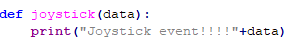 def joystick(data):
    print("Joystick event!!!!"+data)